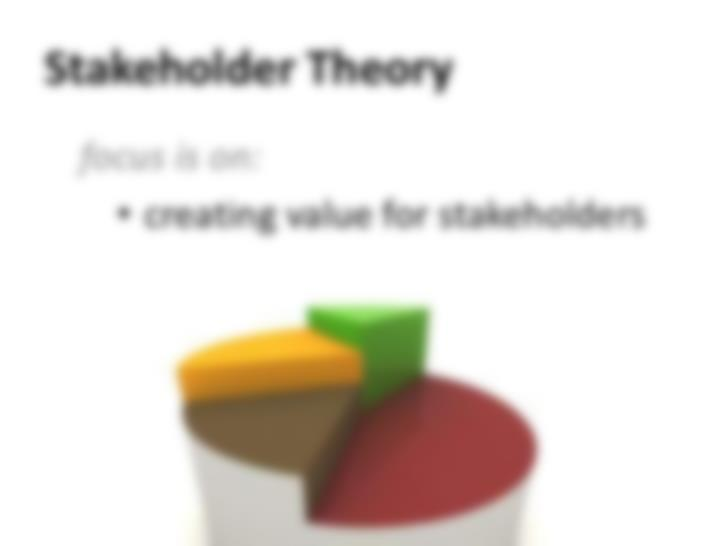 Stakeholder Theory
focus is on:
• creating value for stakeholders